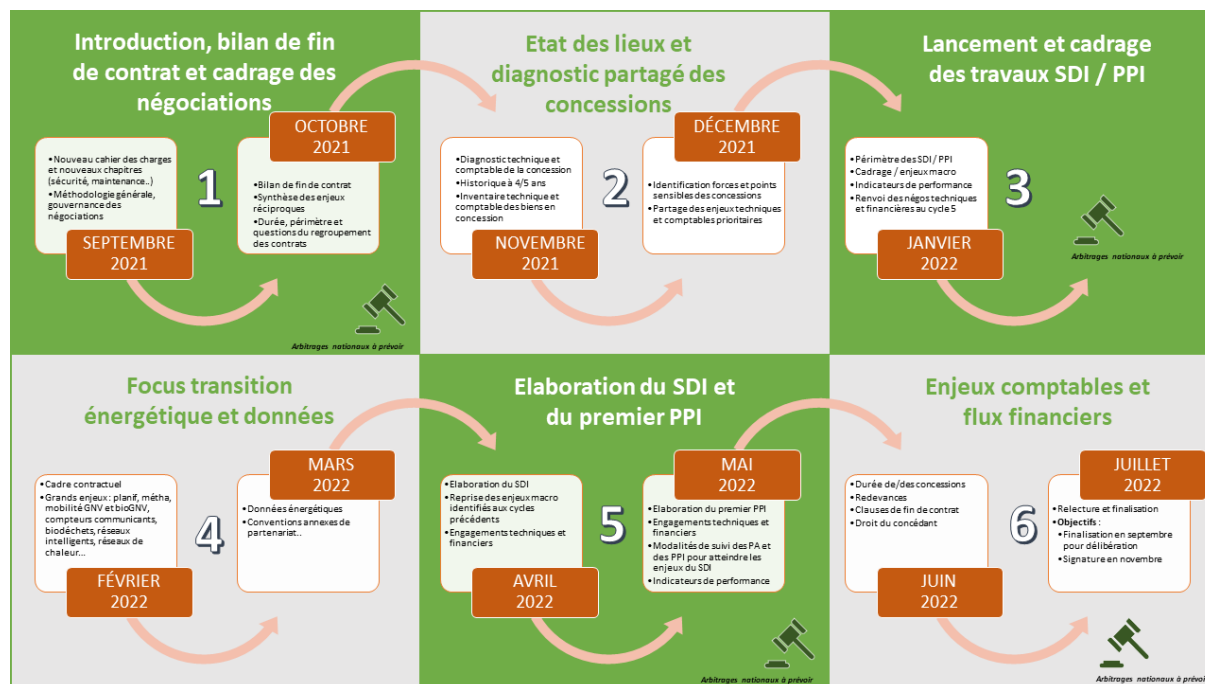 Introduction, bilan de fin
de contrat et cadrage des
négociations
OCTOBRE
2021
• Nouveau cahier des charges et
nouveaux chapitres
(sécurité, maintenance..)
• Méthodologie générale,
gouvernance des
négociations
1
• Bilan de fin de contrat
• Synthèse des enjeux
réciproques
• Durée, périmètre et
questions du regroupement
des contrats
SEPTEMBRE
2021
Arbitrages nationaux à prévoir
Etat des lieux et
diagnostic partagé des
concessions
DÉCEMBRE
2021
• Diagnostic technique et
comptable de la concession
• Historique à 4/5 ans
• Inventaire technique et
comptable des biens en
concession
2
• Identification forces et points
sensibles des concessions
• Partage des enjeux techniques
et comptables prioritaires
NOVEMBRE
2021
Lancement et cadrage
des travaux SDI / PPI
• Périmètre des SDI / PPI
• Cadrage / enjeux macro
• Indicateurs de performance
• Renvoi des négos techniques
et financières au cycle 5
3
JANVIER
2022
Arbitrages nationaux à prévoir
Focus transition
énergétique et données
MARS
2022
• Cadre contractuel
• Grands enjeux : planif, métha,
mobilité GNV et bioGNV,
compteurs communicants,
biodéchets, réseaux
intelligents, réseaux de
chaleur...
4
• Données énergétiques
• Conventions annexes de
partenariat..
FÉVRIER
2022
Elaboration du SDI et
du premier PPI
MAI
2022
• Elaboration du SDI
• Reprise des enjeux macro
identifiés aux cycles
précédents
• Engagements techniques et
financiers
5
• Elaboration du premier PPI
• Engagements techniques et
financiers
• Modalités de suivi des PA et
des PPI pour atteindre les
enjeux du SDI
• Indicateurs de performance
AVRIL
2022
Arbitrages nationaux à prévoir
Enjeux comptables et
flux financiers
JUILLET
2022
• Durée de/des concessions
• Redevances
• Clauses de fin de contrat
• Droit du concédant
6
• Relecture et finalisation
• Objectifs :
• Finalisation en septembre
pour délibération
• Signature en novembre
JUIN
2022
Arbitrages nationaux à prévoir